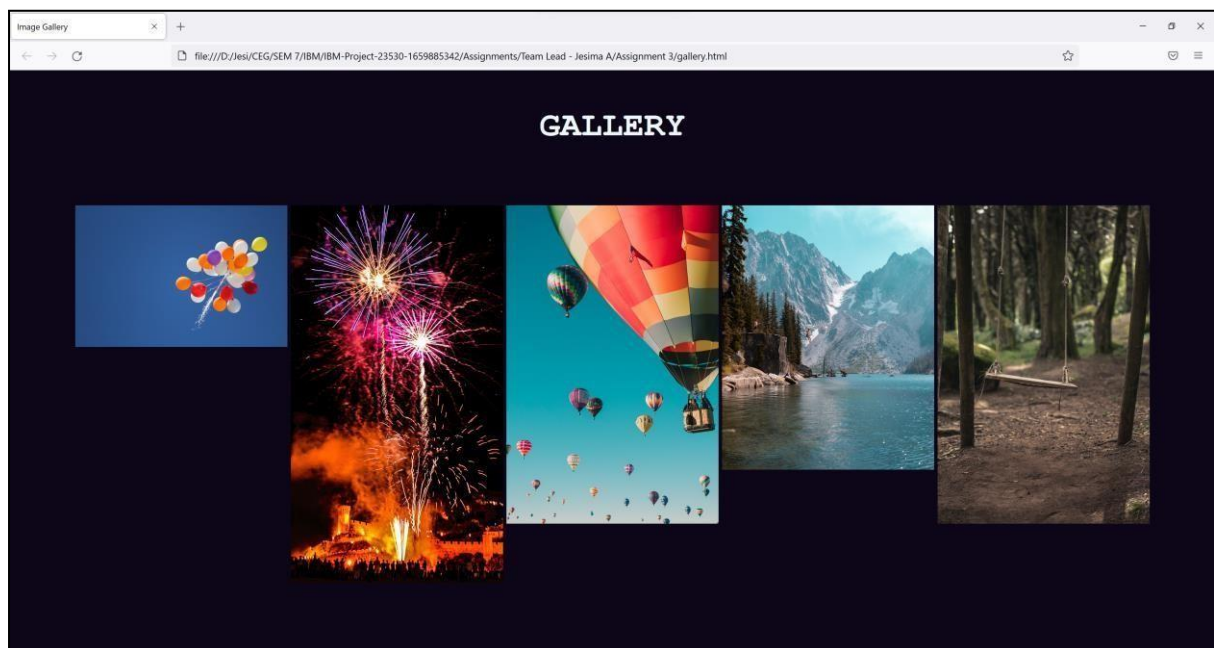 Image Gallery
file:///D:/Jesi/CEG/SEM 7/IBM/IBM-Project-23530-1659885342/Assignments/Team Lead - Jesima A/Assignment 3/gallery.html
GALLERY